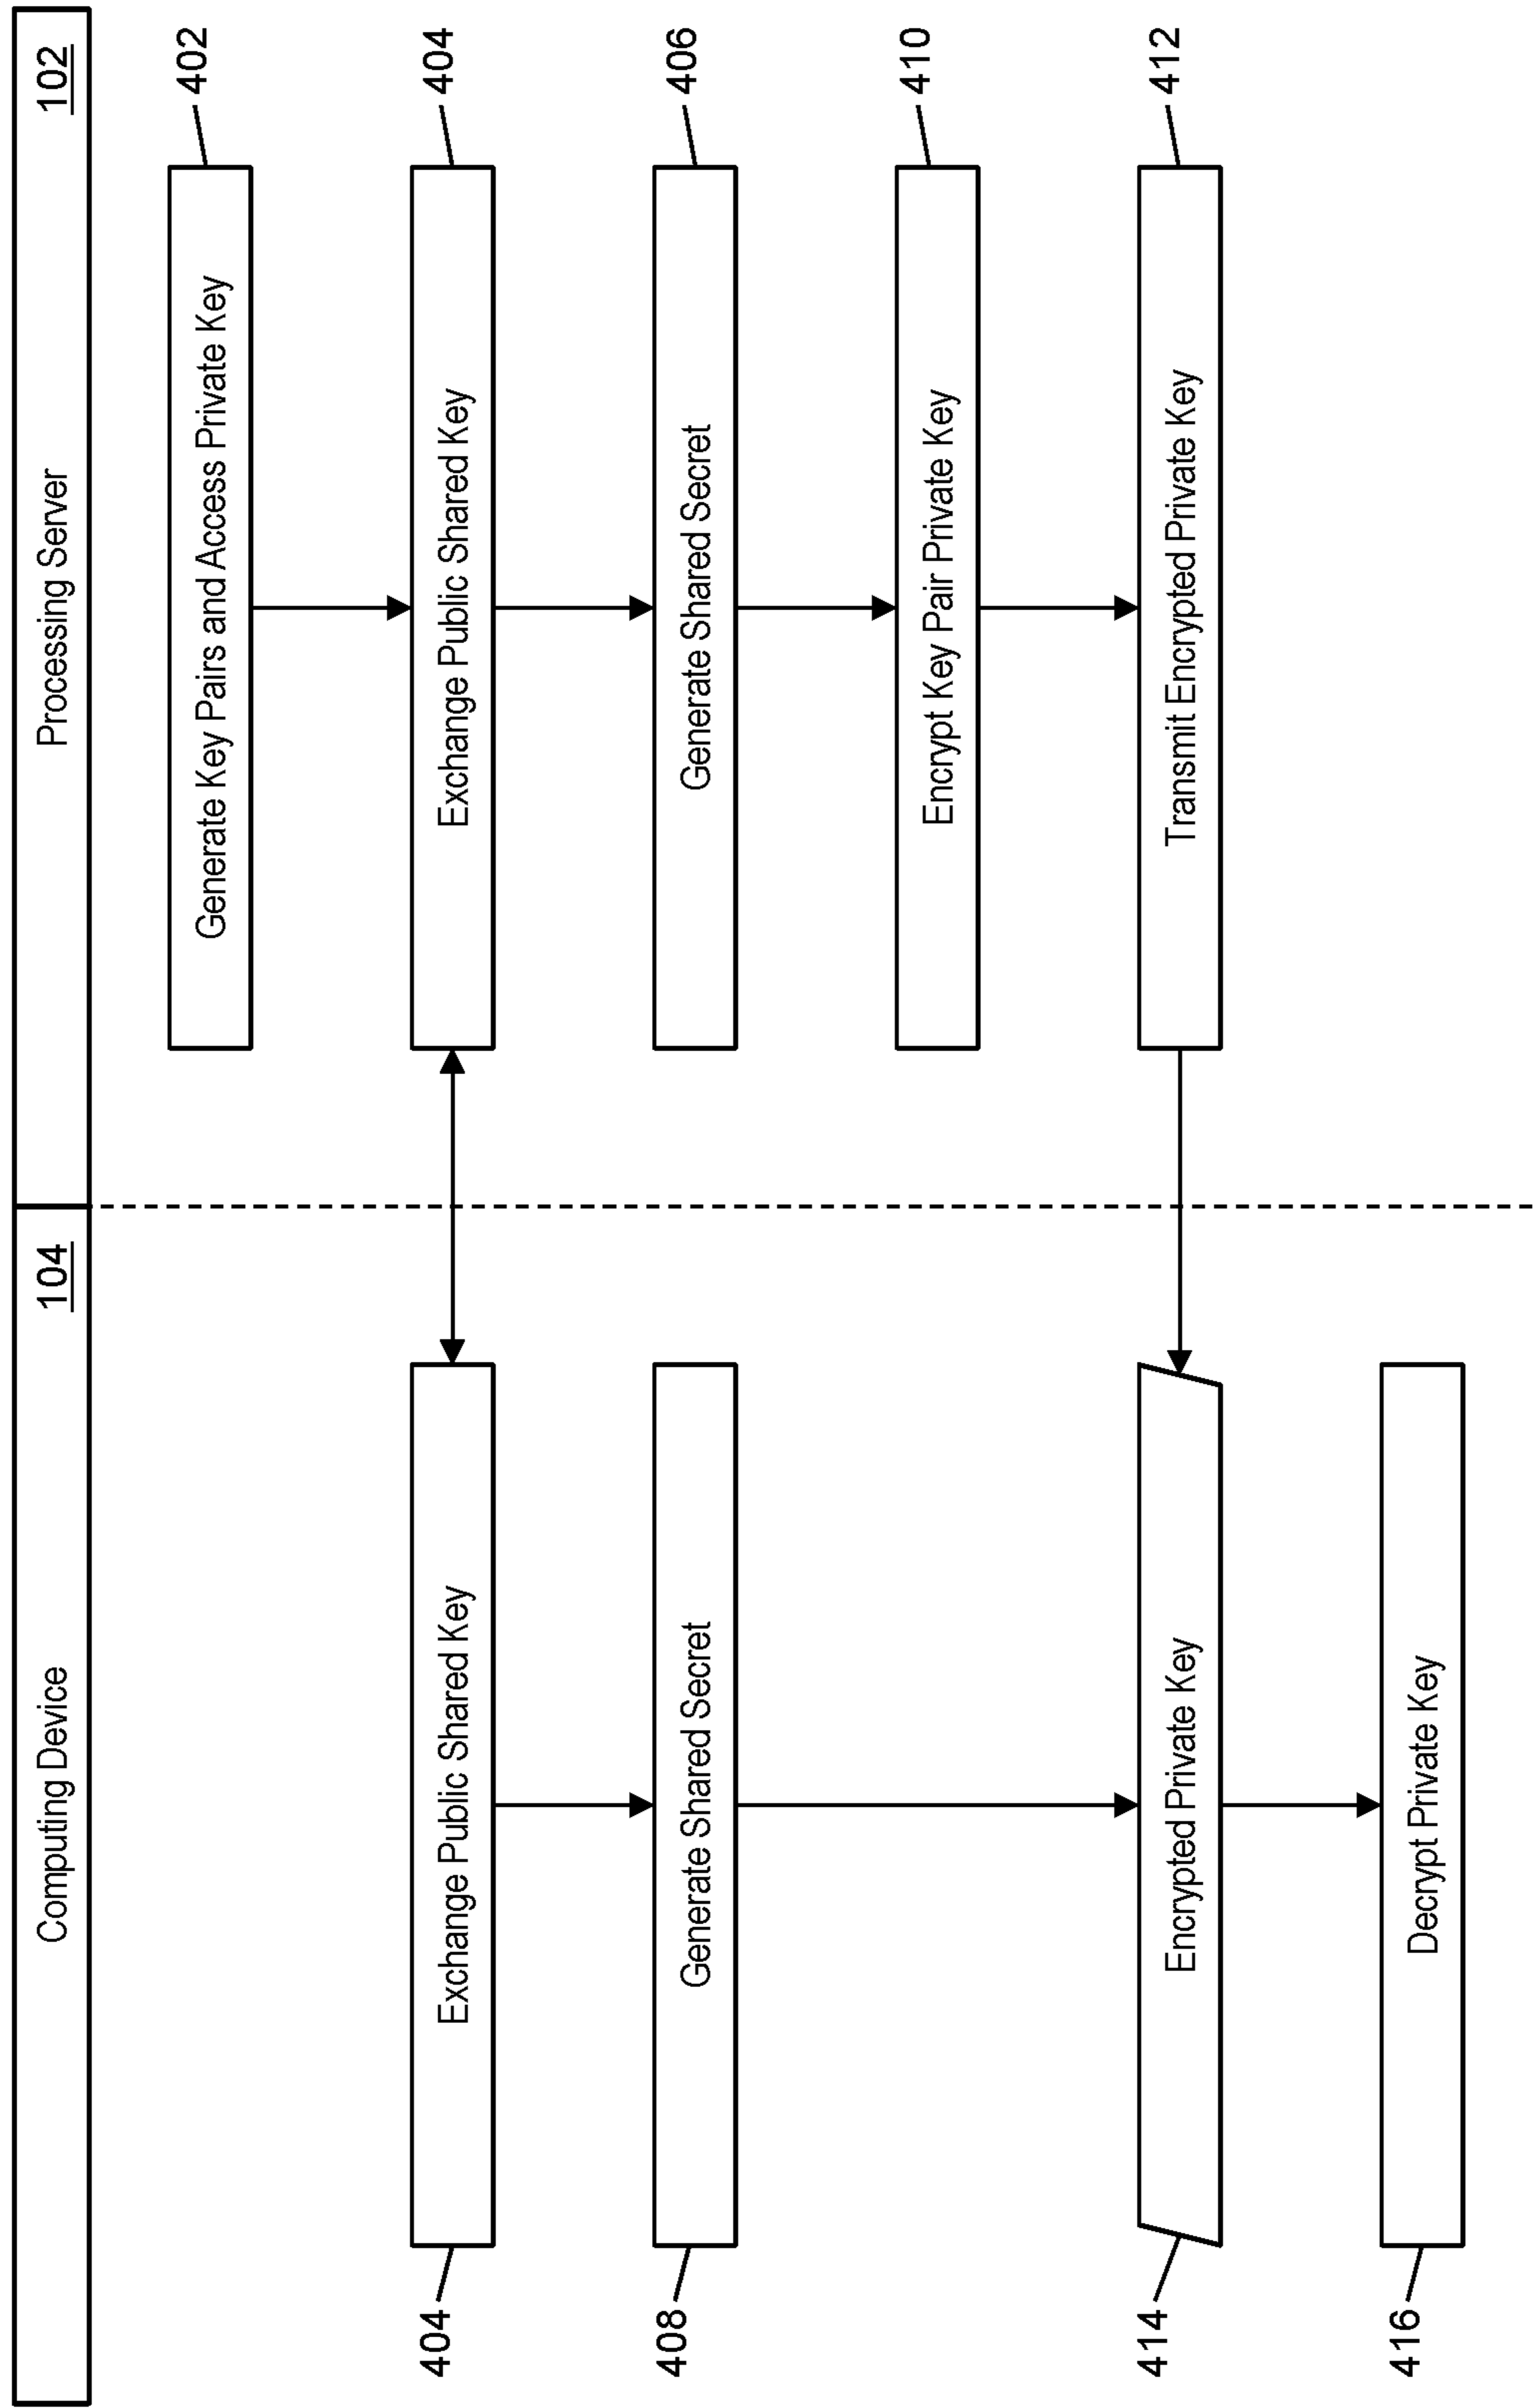 Computing Device
104
Processing Server
102
Generate Key Pairs and Access Private Key
402
404
Exchange Public Shared Key
Exchange Public Shared Key
404
408
Generate Shared Secret
Generate Shared Secret
406
Encrypt Key Pair Private Key
410
414
Encrypted Private Key
Transmit Encrypted Private Key
412
416
Decrypt Private Key